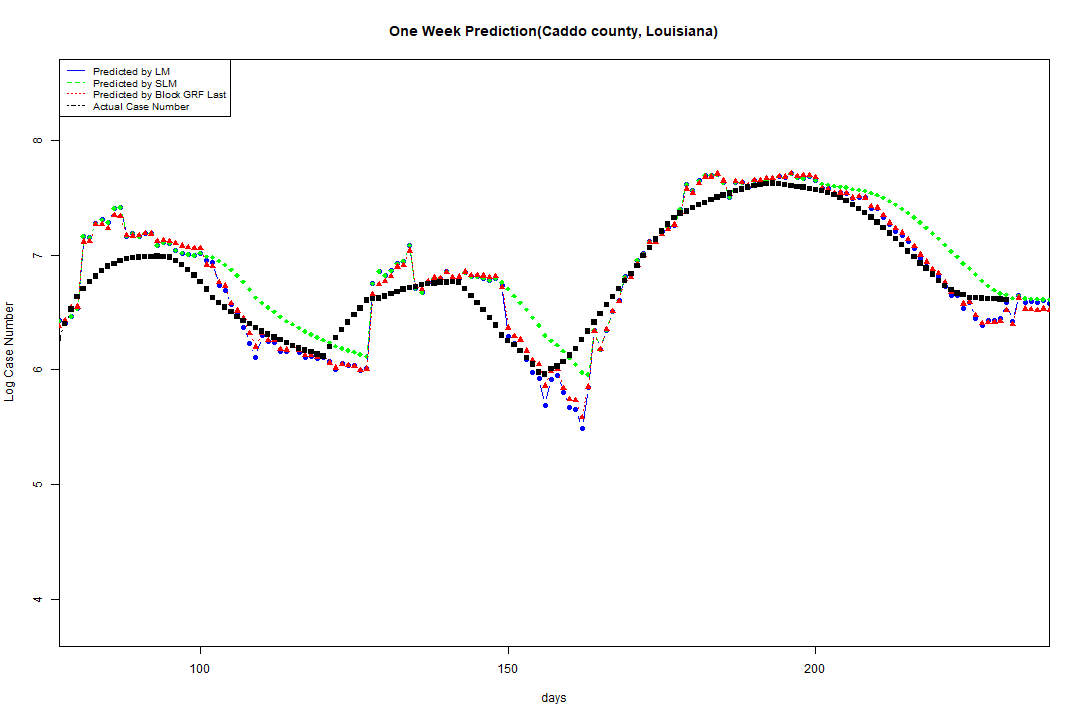 One Week Prediction(Caddo county, Louisiana)
Predicted by LM
Predicted by SLM
Predicted by Block GRF Last
Actual Case Number
8
7
6
5
4
Log Case Number
100 150 200
days